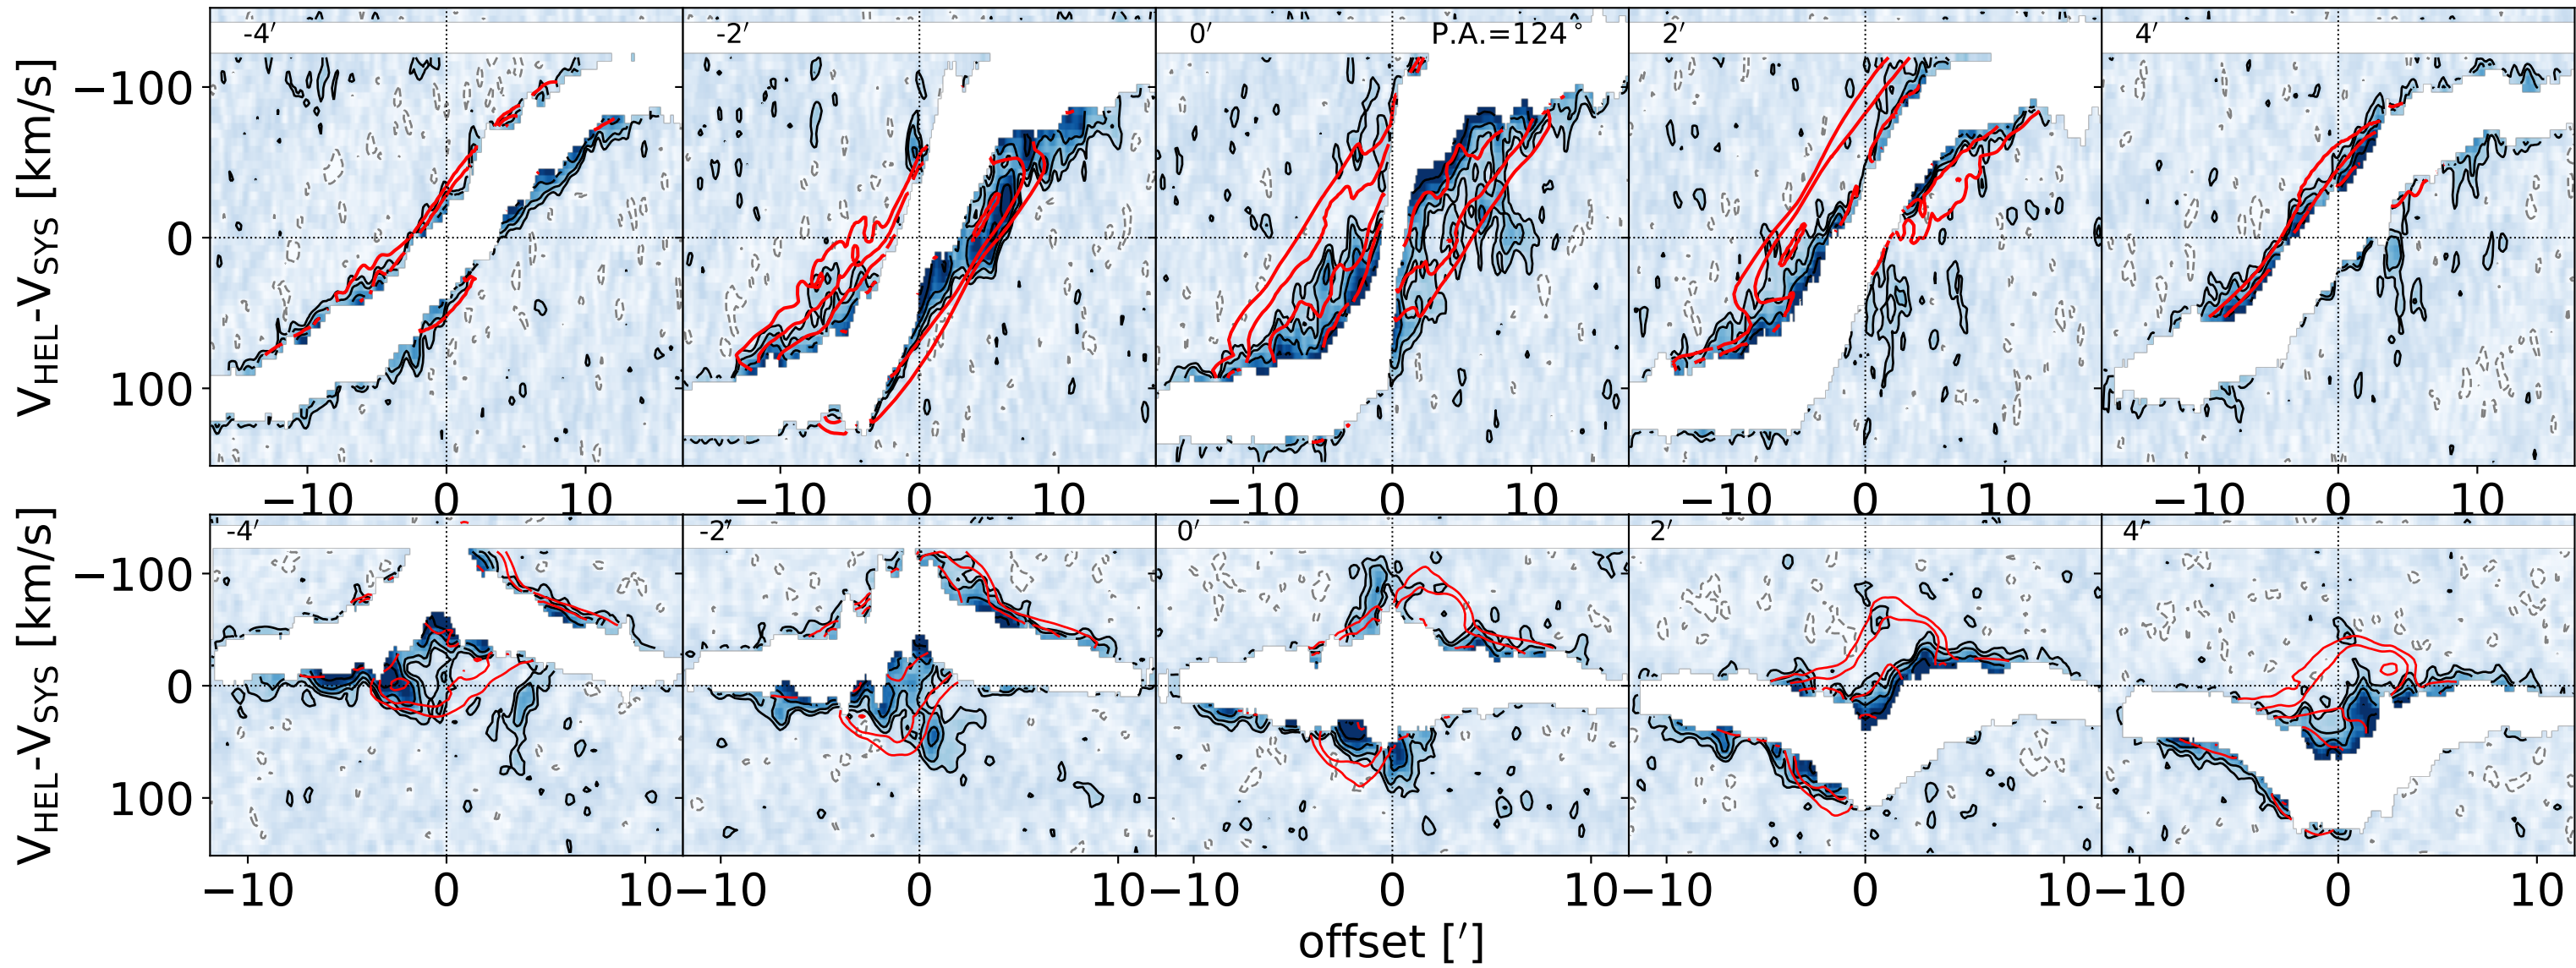 -4′ -2′ 0′ P.A.=124° 2′ 4′
V_HEL-V_SYS [km/s]
−100
0
100
−10 0 10 −10 0 10 −10 0 10 −10 0 10 −10 0 10
-4′ -2′ 0′ 2′ 4′
V_HEL-V_SYS [km/s]
−100
0
100
−10 0 10 −10 0 10 −10 0 10 −10 0 10 −10 0 10
offset [′]